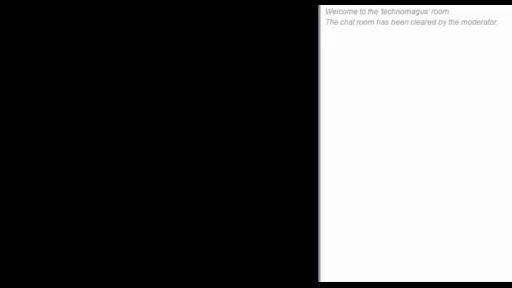 Welcome to the 'technomagus' room.
The chat room has been cleared by the moderator.